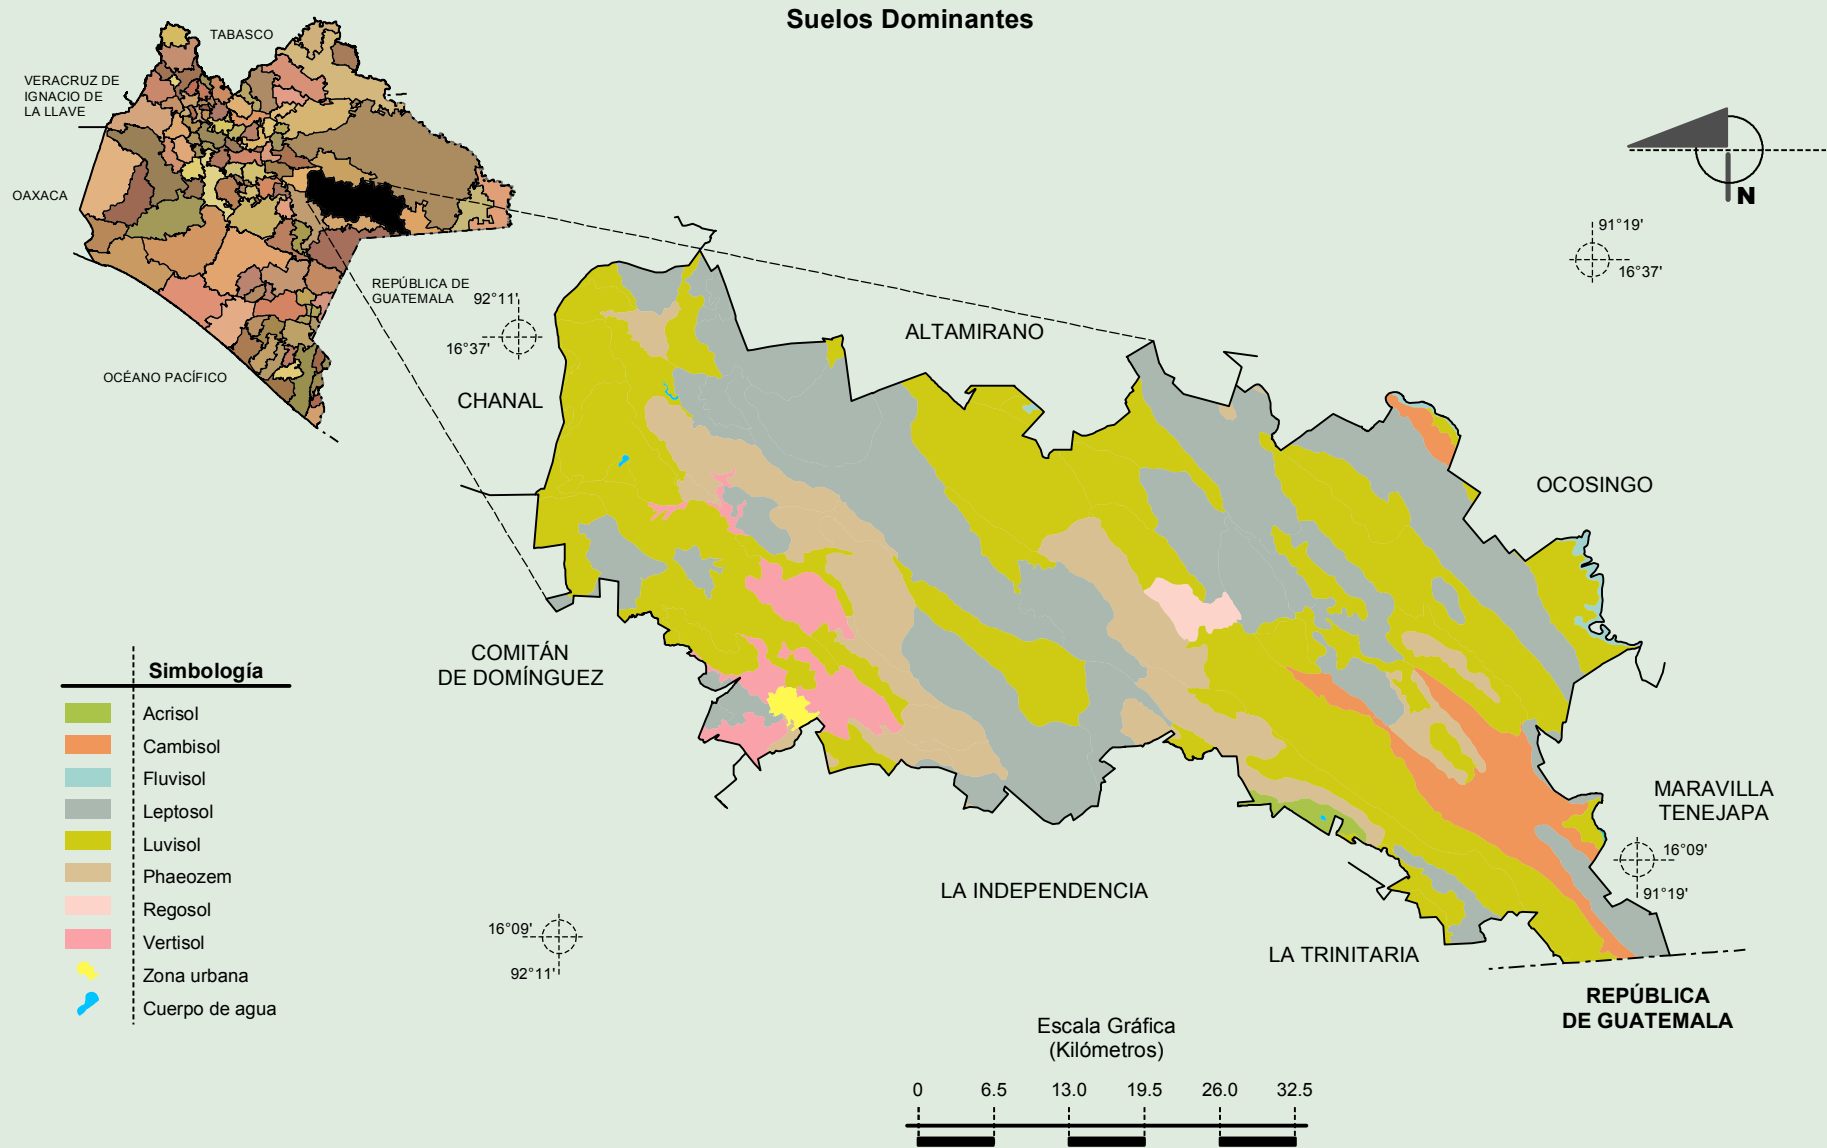 Suelos Dominantes
TABASCO
VERACRUZ DE
IGNACIO DE
LA LLAVE
OAXACA
REPÚBLICA DE
GUATEMALA
OCÉANO PACÍFICO
N
91°19'
16°37'
92°11'
16°37'
ALTAMIRANO
CHANAL
OCOSINGO
COMITÁN
DE DOMÍNGUEZ
MARAVILLA
TENEJAPA
16°09'
91°19'
LA INDEPENDENCIA
16°09'
92°11'
LA TRINITARIA
REPÚBLICA
DE GUATEMALA
Simbología
Acrisol
Cambisol
Fluvisol
Leptosol
Luvisol
Phaeozem
Regosol
Vertisol
Zona urbana
Cuerpo de agua
Escala Gráfica
(Kilómetros)
0 6.5 13.0 19.5 26.0 32.5